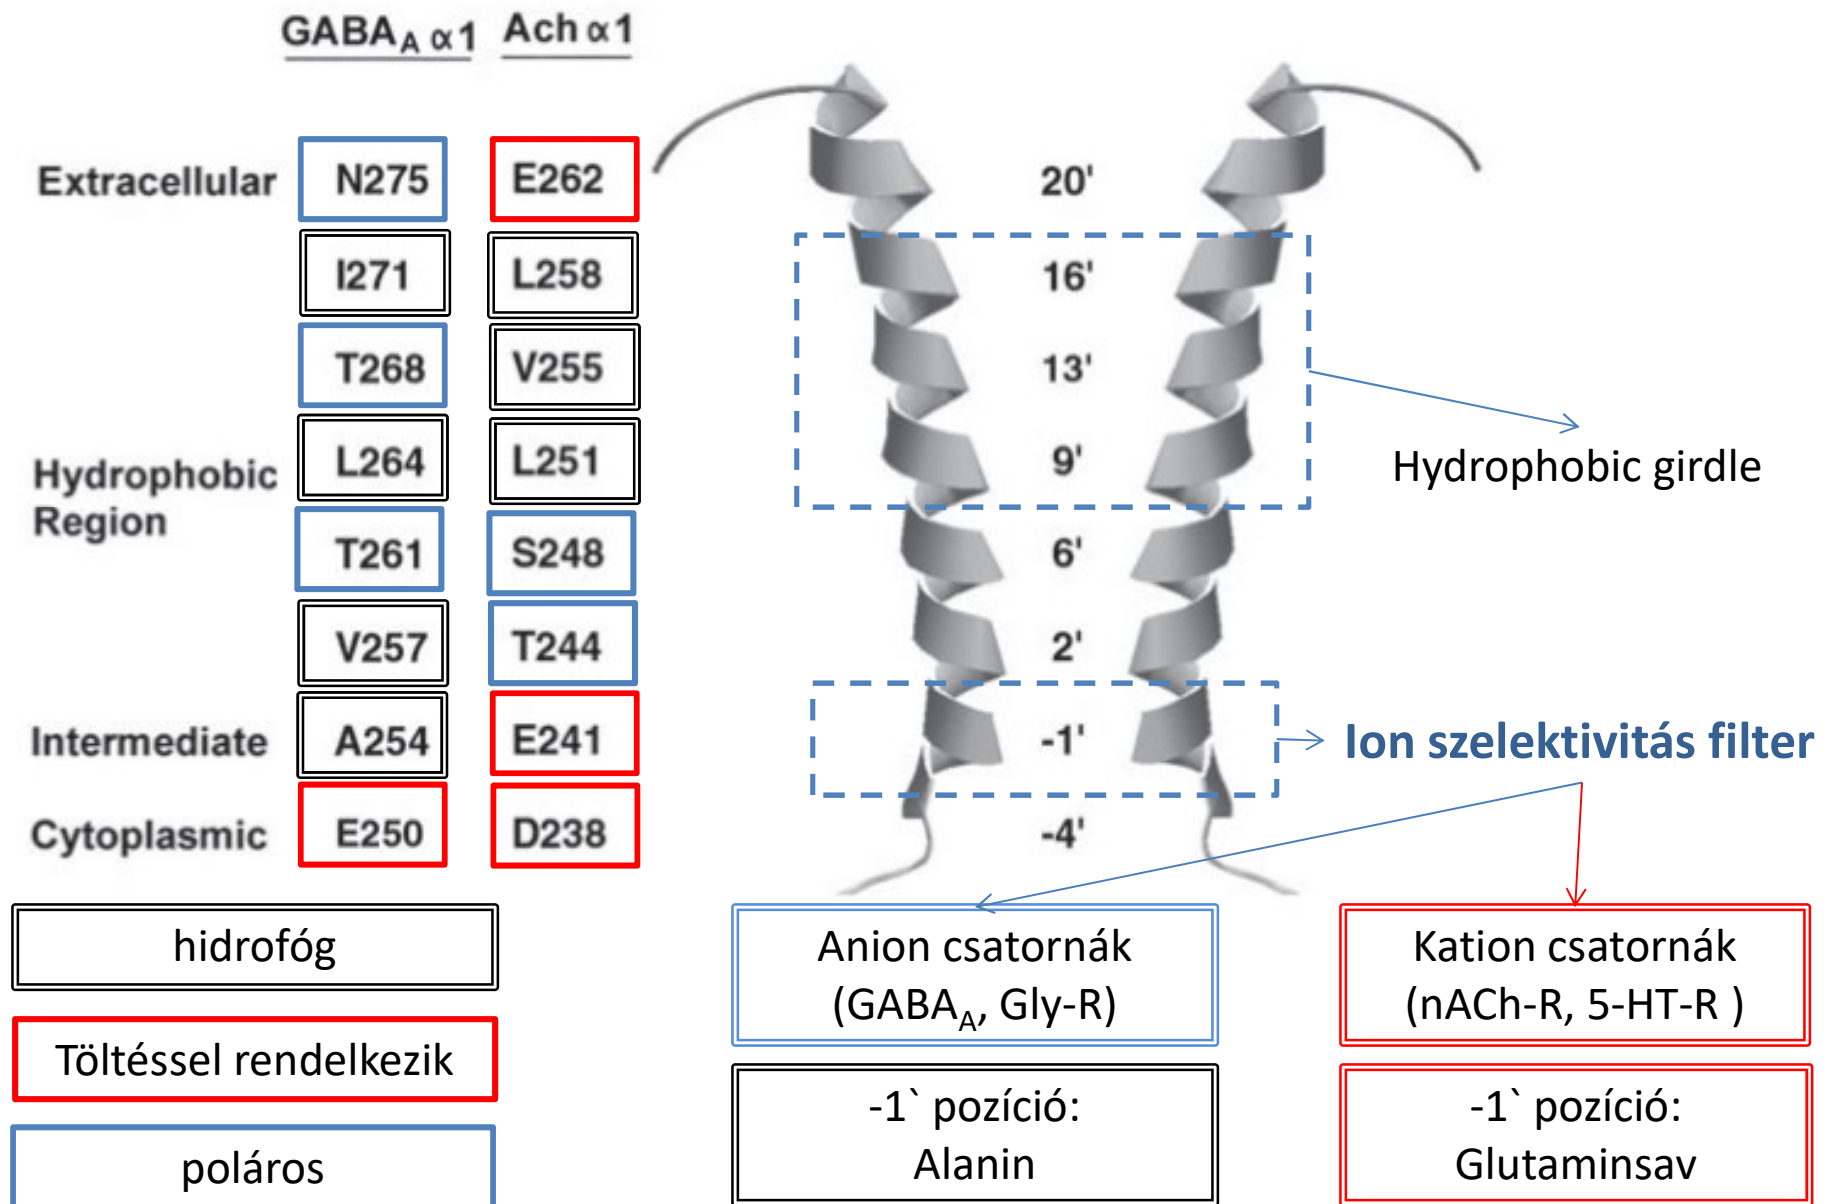 GABAA α1 Ach α1
Extracellular N275 E262 20'
I271 L258 16'
T268 V255 13'
Hydrophobic Region L264 L251 9'
Hydrophobic girdle
T261 S248 6'
V257 T244 2'
Intermediate A254 E241 -1' Ion szelektivitás filter
Cytoplasmic E250 D238 -4'
hidrofóg
Töltéssel rendelkezik
poláros
Anion csatornák
(GABAA, Gly-R)
-1` pozíció:
Alanin
Kation csatornák
(nACh-R, 5-HT-R )
-1` pozíció:
Glutaminsav